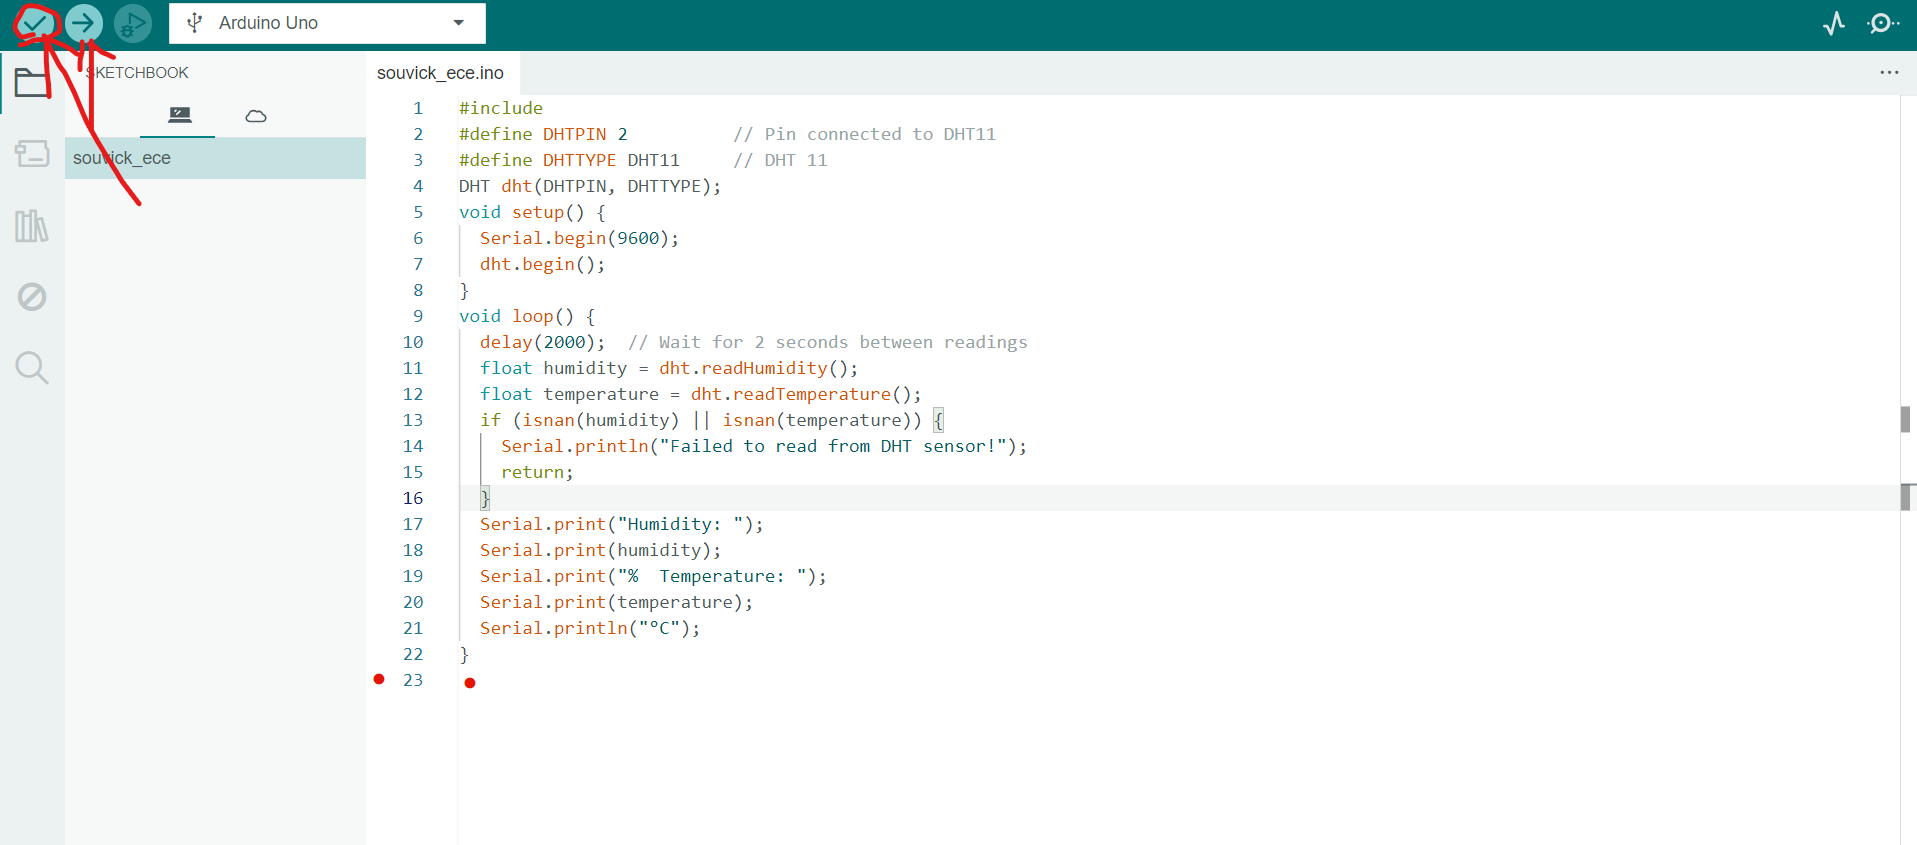 Arduino Uno
SKETCHBOOK
souvick_ece
souvick_ece.ino
1 #include
2 #define DHTPIN 2          // Pin connected to DHT11
3 #define DHTTYPE DHT11     // DHT 11
4 DHT dht(DHTPIN, DHTTYPE);
5 void setup() {
6   Serial.begin(9600);
7   dht.begin();
8 }
9 void loop() {
10   delay(2000);  // Wait for 2 seconds between readings
11   float humidity = dht.readHumidity();
12   float temperature = dht.readTemperature();
13   if (isnan(humidity) || isnan(temperature)) {
14     Serial.println("Failed to read from DHT sensor!");
15     return;
16   }
17   Serial.print("Humidity: ");
18   Serial.print(humidity);
19   Serial.print("%  Temperature: ");
20   Serial.print(temperature);
21   Serial.println("°C");
22 }
23